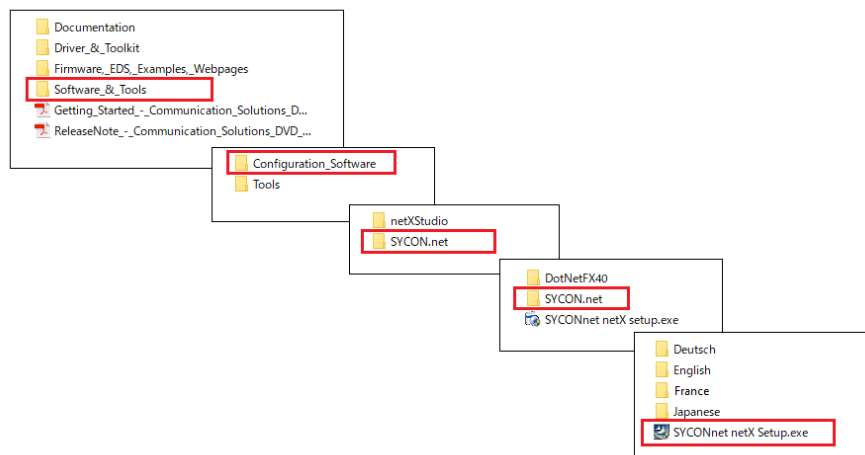 Documentation
Driver_&_Toolkit
Firmware,_EDS,_Examples,_Webpages
Software_&_Tools
Getting_Started_-_Communication_Solutions_D...
ReleaseNote_-_Communication_Solutions_DVD_...
Configuration_Software
Tools
netXStudio
SYCON.net
DotNetFX40
SYCON.net
SYCONnet netX setup.exe
Deutsch
English
France
Japanese
SYCONnet netX Setup.exe